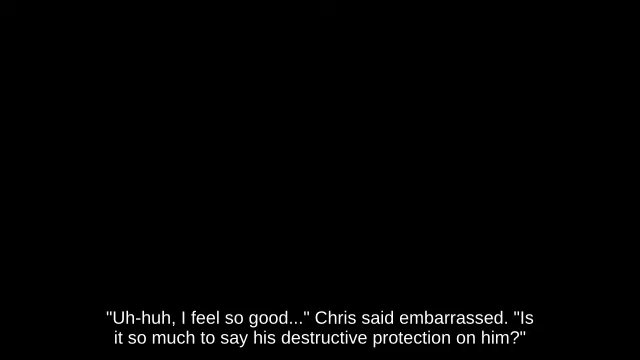 "Uh-huh, I feel so good..." Chris said embarrassed. "Is
it so much to say his destructive protection on him?"